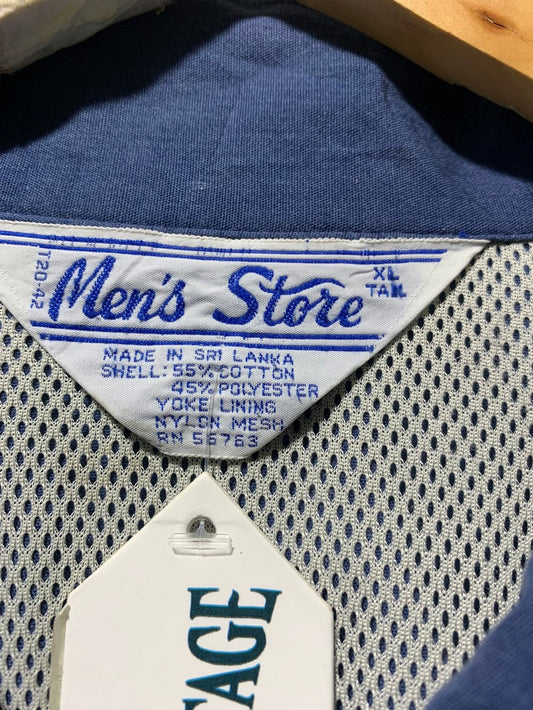 T20-42
Men's Store
XL
TALL
MADE IN SRI LANKA
SHELL: 55% COTTON
45% POLYESTER
YOKE LINING
NYLON MESH
RN 56763
TAGE